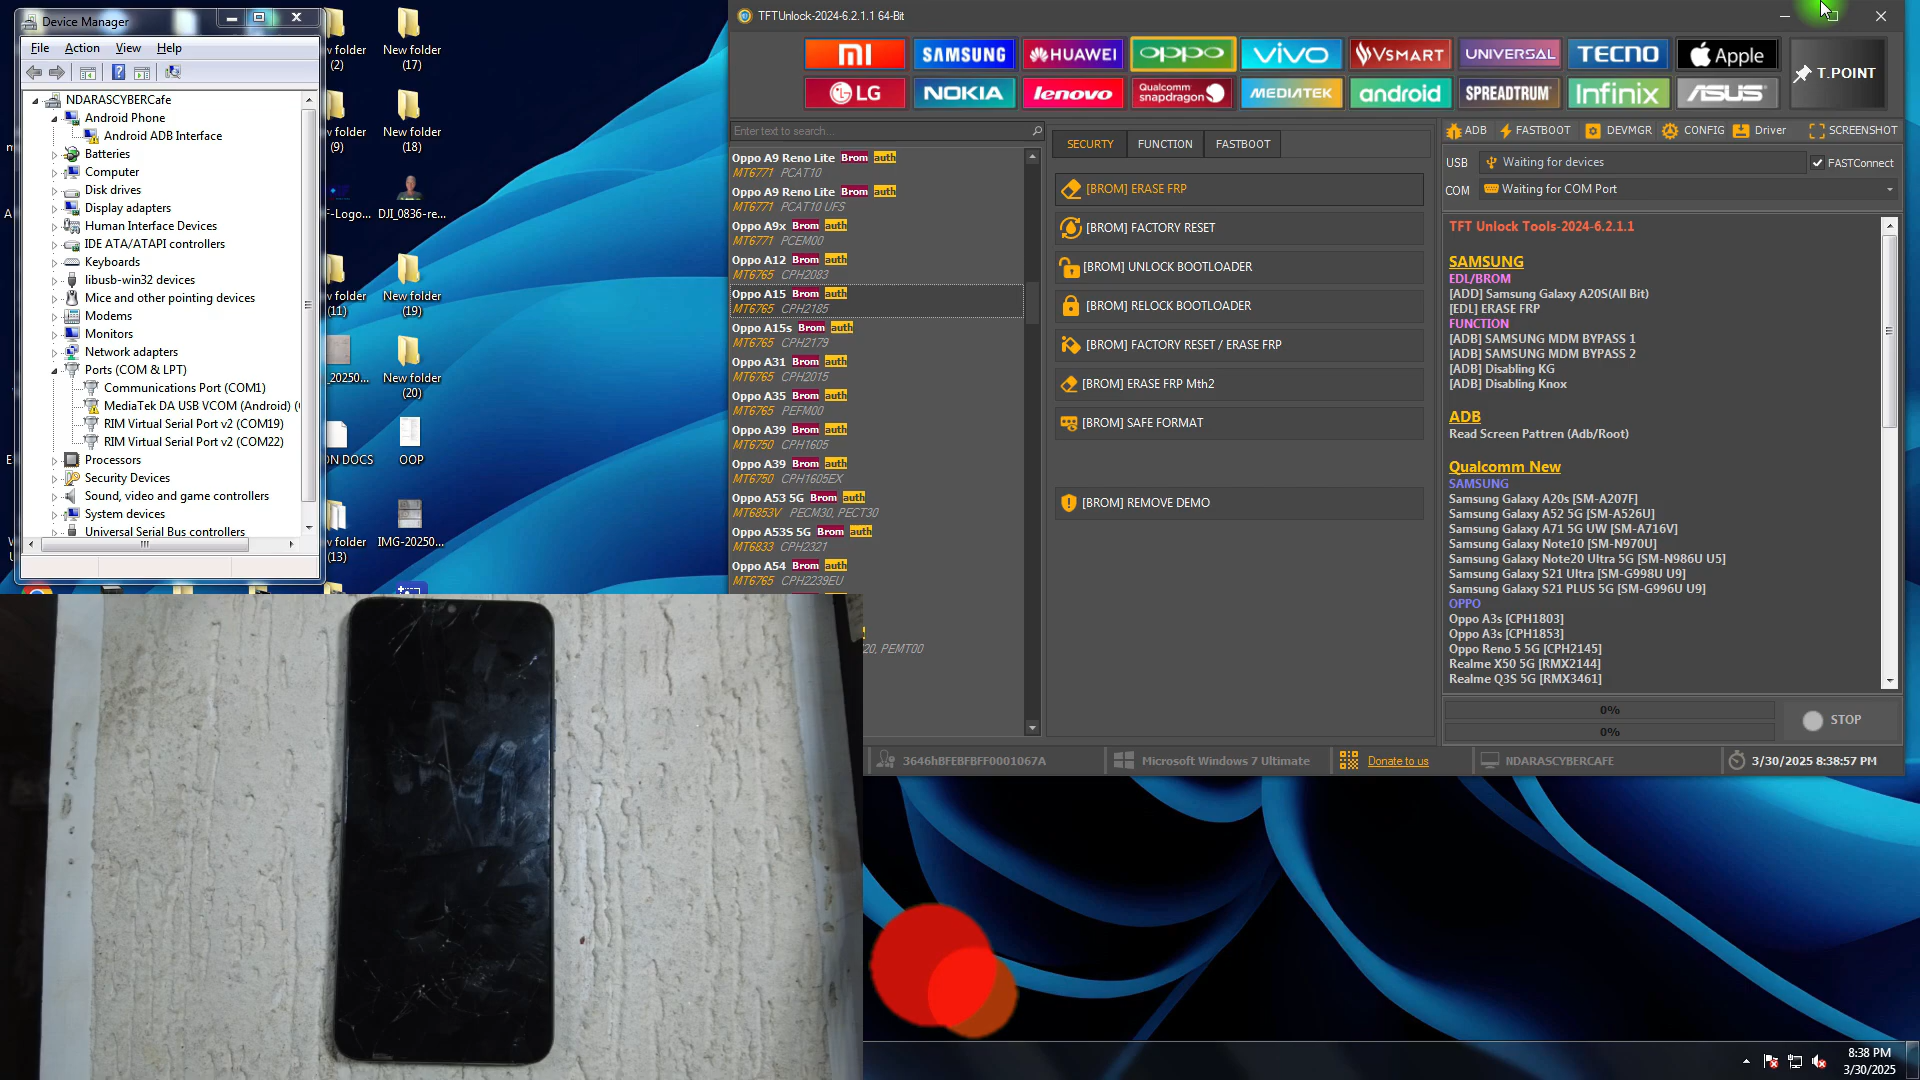 Device Manager
File Action View Help
NDARASCYBERCafe
Android Phone
Android ADB Interface
Batteries
Computer
Disk drives
Display adapters
Human Interface Devices
IDE ATA/ATAPI controllers
Keyboards
libusb-win32 devices
Mice and other pointing devices
Modems
Monitors
Network adapters
Ports (COM & LPT)
Communications Port (COM1)
MediaTek DA USB VCOM (Android) (
RIM Virtual Serial Port v2 (COM19)
RIM Virtual Serial Port v2 (COM22)
Processors
Security Devices
Sound, video and game controllers
System devices
Universal Serial Bus controllers
w folder
(2)
New folder
(17)
w folder
(9)
New folder
(18)
F-Logo...
DJI_0836-re...
w folder
(11)
New folder
(19)
_20250...
New folder
(20)
ON DOCS
OOP
w folder
(13)
IMG-20250...
TFTUnlock-2024-6.2.1.1 64-Bit
MI SAMSUNG HUAWEI oppo vivo VSMART UNIVERSAL TECNO Apple
T.POINT
LG NOKIA lenovo Qualcomm snapdragon MEDIATEK android SPREADTRUM Infinix ASUS
Enter text to search...
Oppo A9 Reno Lite Brom auth
MT6771 PCAT10
Oppo A9 Reno Lite Brom auth
MT6771 PCAT10 UFS
Oppo A9x Brom auth
MT6771 PCEM00
Oppo A12 Brom auth
MT6765 CPH2083
Oppo A15 Brom auth
MT6765 CPH2185
Oppo A15s Brom auth
MT6765 CPH2179
Oppo A31 Brom auth
MT6765 CPH2015
Oppo A35 Brom auth
MT6765 PEFM00
Oppo A39 Brom auth
MT6750 CPH1605
Oppo A39 Brom auth
MT6750 CPH1605EX
Oppo A53 5G Brom auth
MT6853V PECM30, PECT30
Oppo A53S 5G Brom auth
MT6833 CPH2321
Oppo A54 Brom auth
MT6765 CPH2239EU
20, PEMT00
SECURTY FUNCTION FASTBOOT
[BROM] ERASE FRP
[BROM] FACTORY RESET
[BROM] UNLOCK BOOTLOADER
[BROM] RELOCK BOOTLOADER
[BROM] FACTORY RESET / ERASE FRP
[BROM] ERASE FRP Mth2
[BROM] SAFE FORMAT
[BROM] REMOVE DEMO
ADB FASTBOOT DEVMGR CONFIG Driver SCREENSHOT
USB Waiting for devices FASTConnect
COM Waiting for COM Port
TFT Unlock Tools-2024-6.2.1.1
SAMSUNG
EDL/BROM
[ADD] Samsung Galaxy A20S(All Bit)
[EDL] ERASE FRP
FUNCTION
[ADB] SAMSUNG MDM BYPASS 1
[ADB] SAMSUNG MDM BYPASS 2
[ADB] Disabling KG
[ADB] Disabling Knox
ADB
Read Screen Pattren (Adb/Root)
Qualcomm New
SAMSUNG
Samsung Galaxy A20s [SM-A207F]
Samsung Galaxy A52 5G [SM-A526U]
Samsung Galaxy A71 5G UW [SM-A716V]
Samsung Galaxy Note10 [SM-N970U]
Samsung Galaxy Note20 Ultra 5G [SM-N986U U5]
Samsung Galaxy S21 Ultra [SM-G998U U9]
Samsung Galaxy S21 PLUS 5G [SM-G996U U9]
OPPO
Oppo A3s [CPH1803]
Oppo A3s [CPH1853]
Oppo Reno 5 5G [CPH2145]
Realme X50 5G [RMX2144]
Realme Q3S 5G [RMX3461]
0%
0%
STOP
3646hBFEBFBFF0001067A
Microsoft Windows 7 Ultimate
Donate to us
NDARASCYBERCAFE
3/30/2025 8:38:57 PM
8:38 PM
3/30/2025